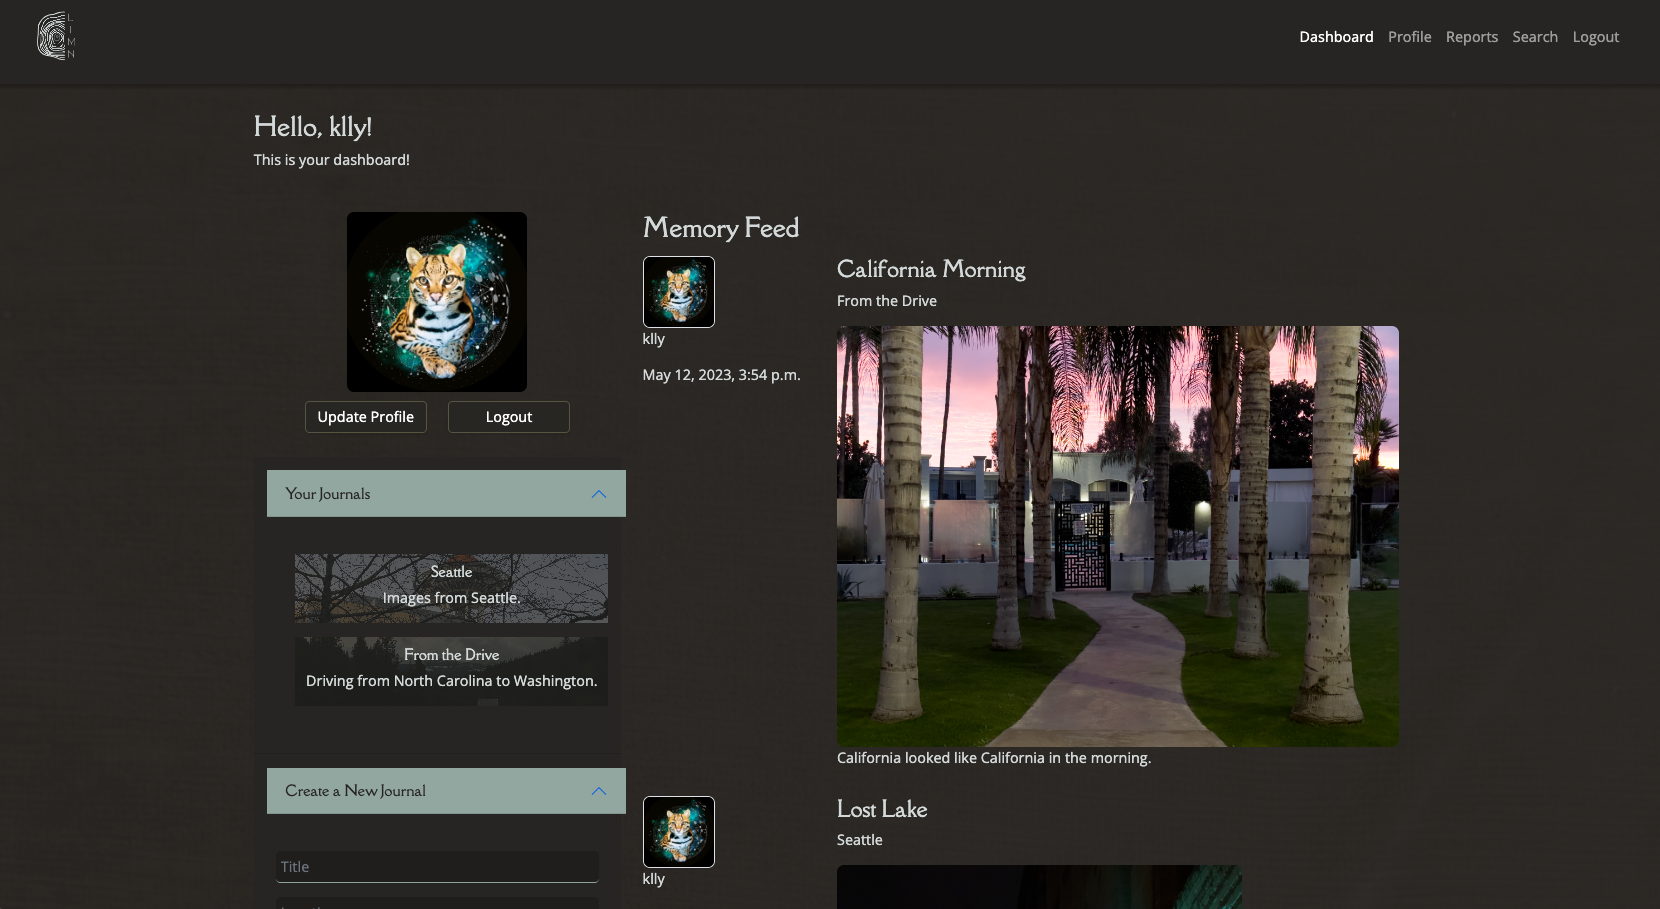 L
I
M
N
Dashboard Profile Reports Search Logout
Hello, klly!
This is your dashboard!
Update Profile Logout
Your Journals
Seattle
Images from Seattle.
From the Drive
Driving from North Carolina to Washington.
Create a New Journal
Title
Memory Feed
klly
May 12, 2023, 3:54 p.m.
California Morning
From the Drive
California looked like California in the morning.
klly
Lost Lake
Seattle